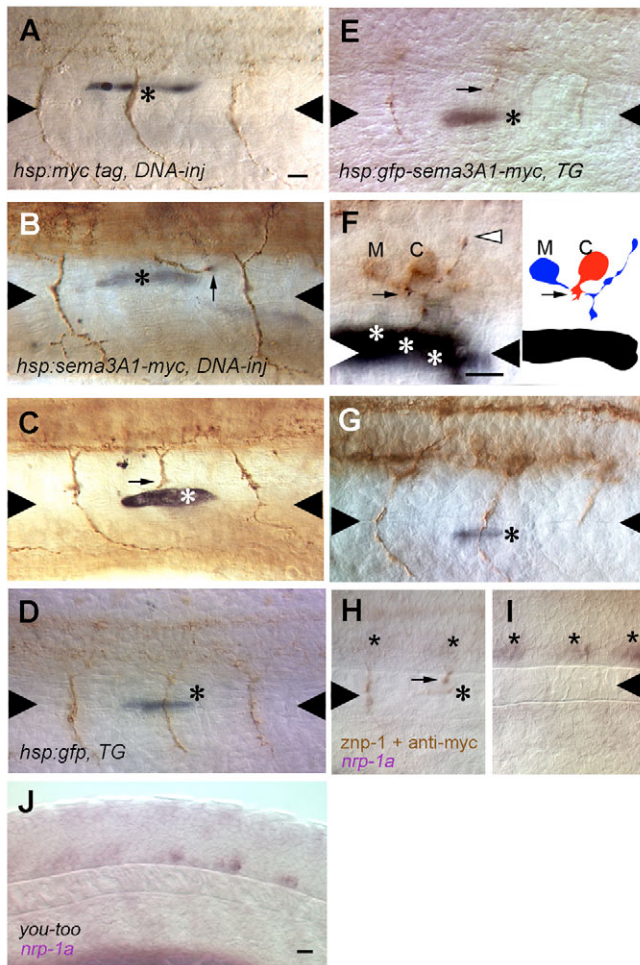 A
*
hsp:myc tag, DNA-inj
B
*
hsp:sema3A1-myc, DNA-inj
C
*
D
*
hsp:gfp, TG
E
*
hsp:gfp-sema3A1-myc, TG
F
M C
* * *
M C
G
*
H
* *
*
znp-1 + anti-myc
nrp-1a
I
* * *
J
you-too
nrp-1a